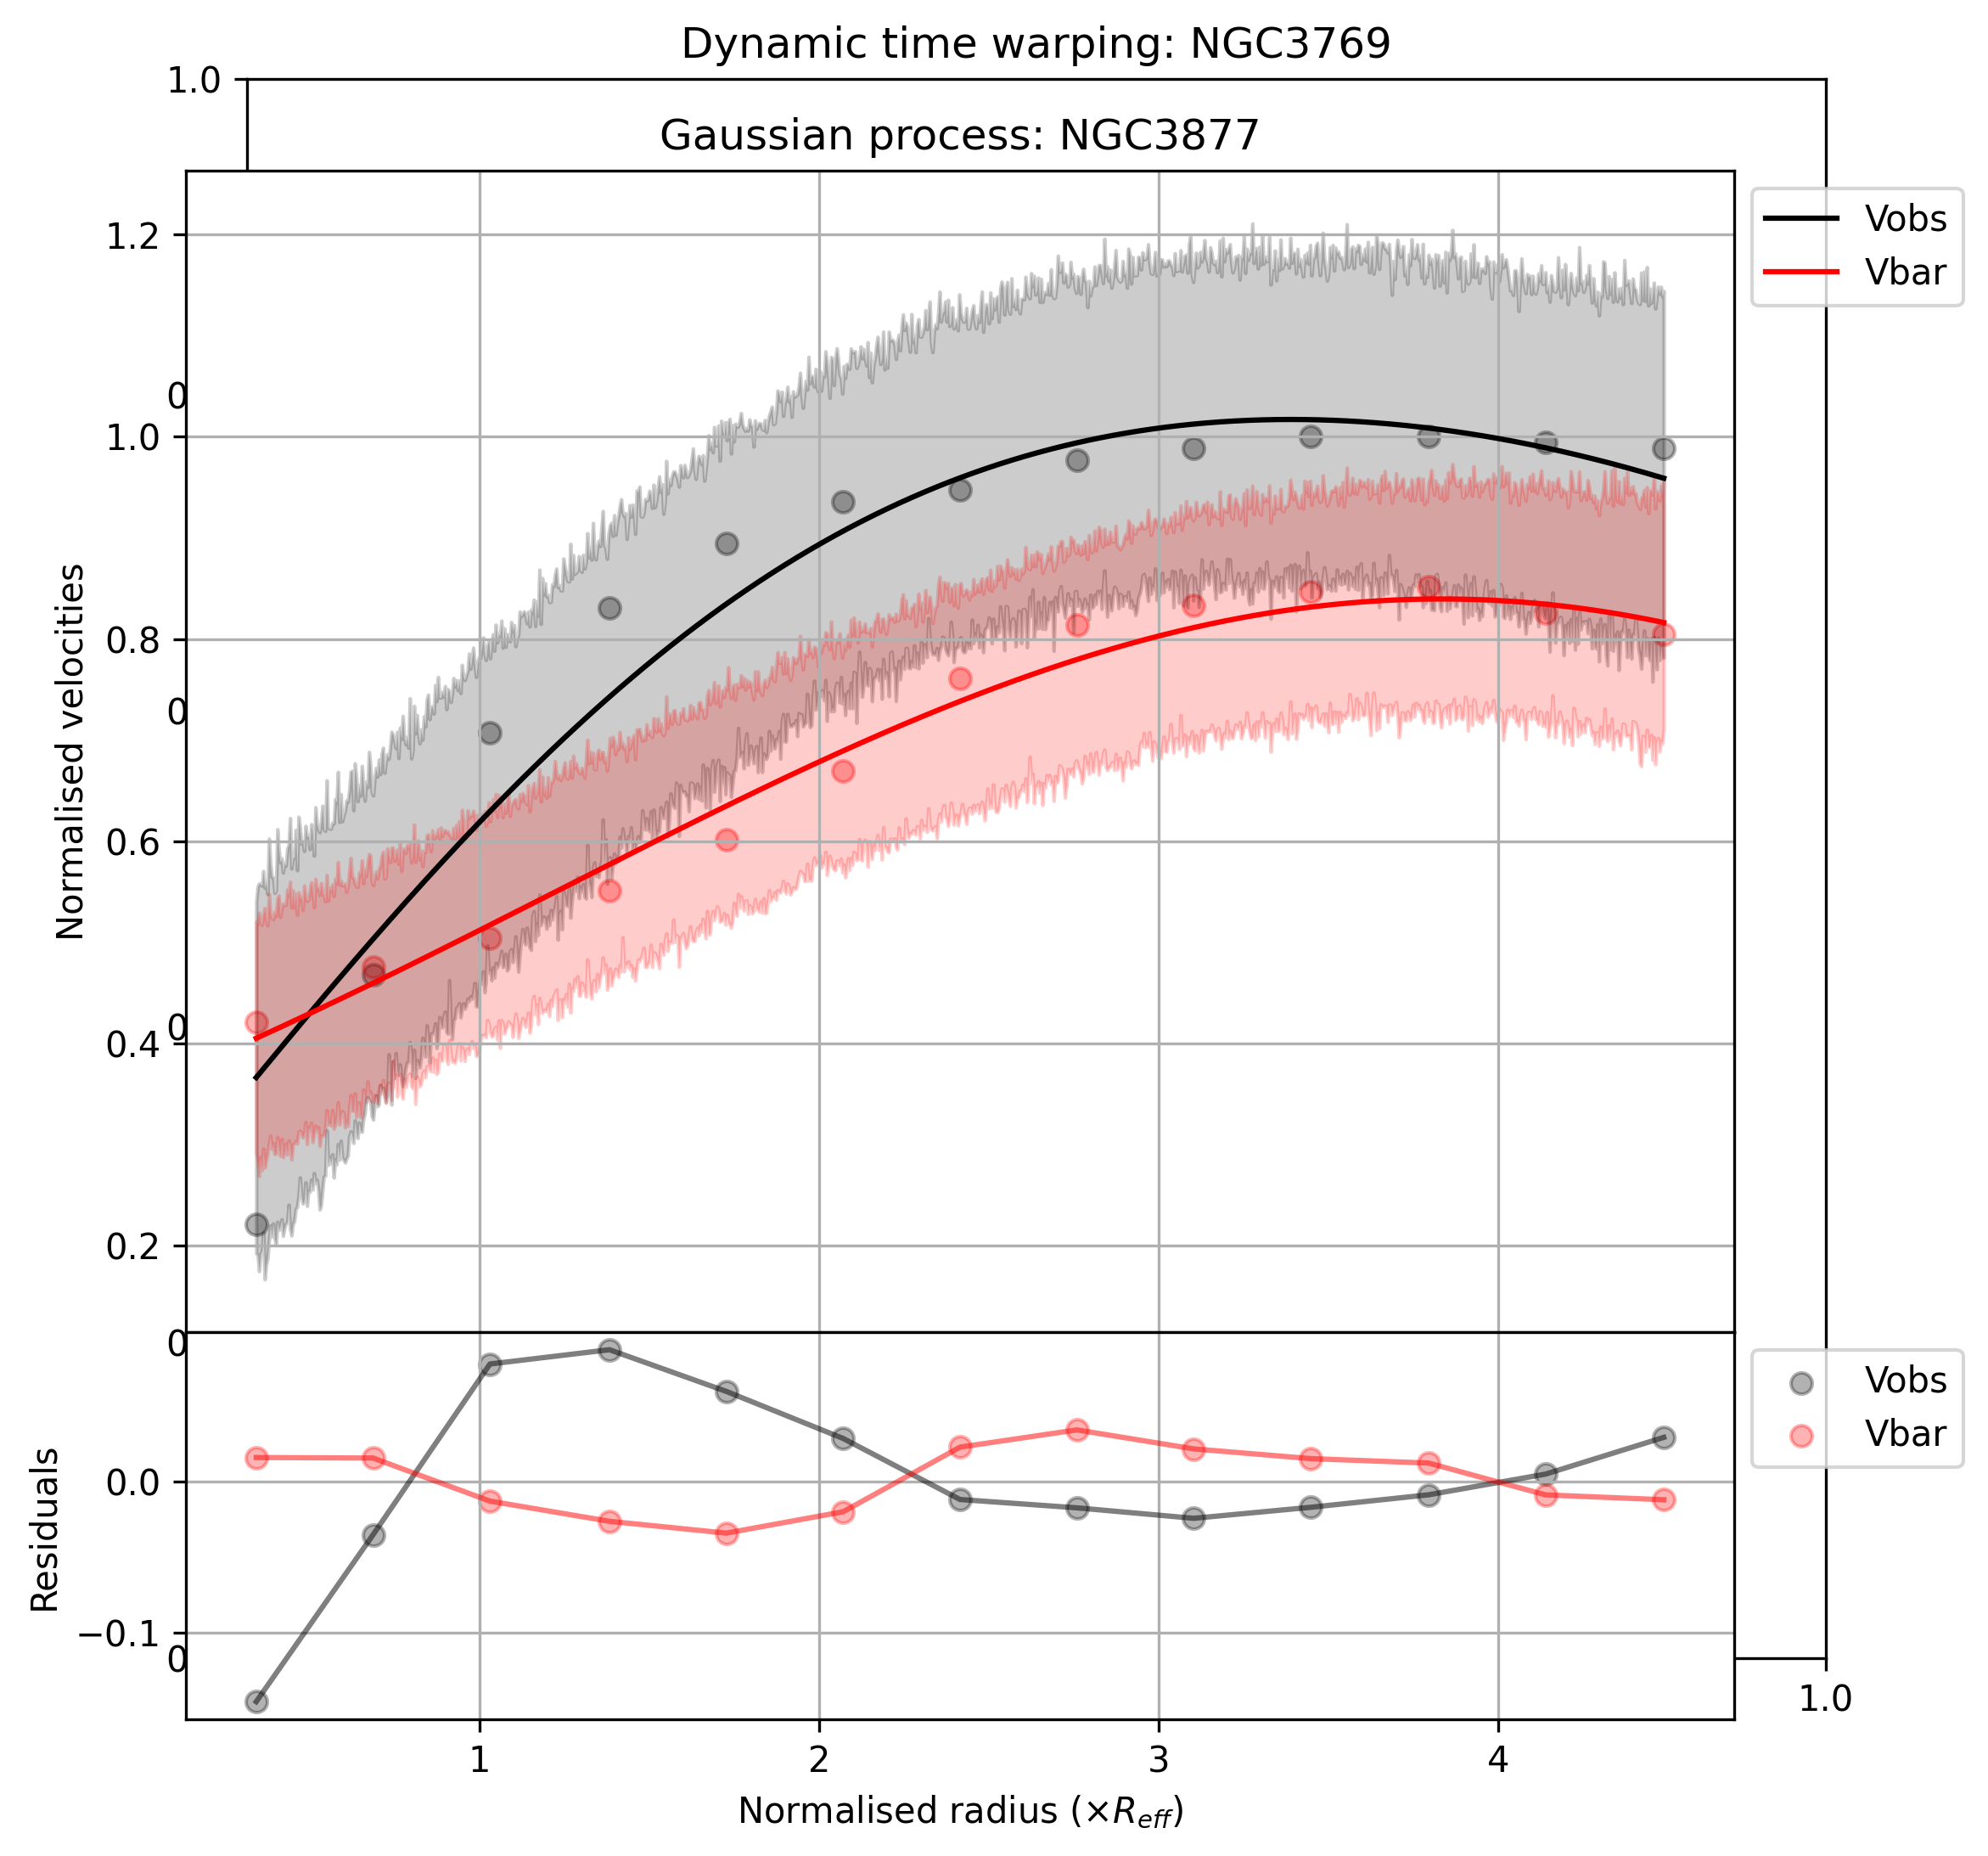 Dynamic time warping: NGC3769
1.0
Gaussian process: NGC3877
Vobs
Vbar
1.2
0
1.0
0.8
0
0.6
0
0.4
0.2
Normalised velocities
0
Vobs
Vbar
0.0
−0.1
0
Residuals
1.0
1 2 3 4
Normalised radius (×R_eff)